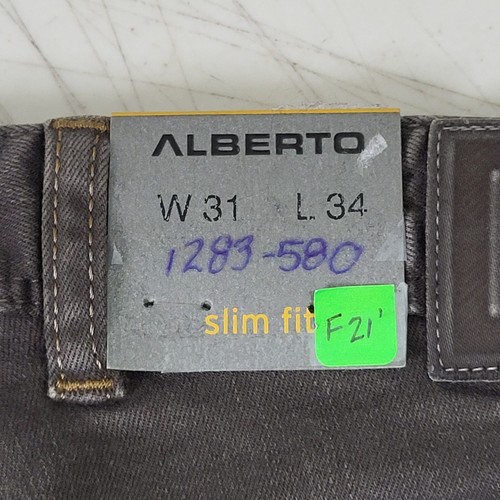 ALBERTO
W 31 L 34
1283-580
slim fit
F21'